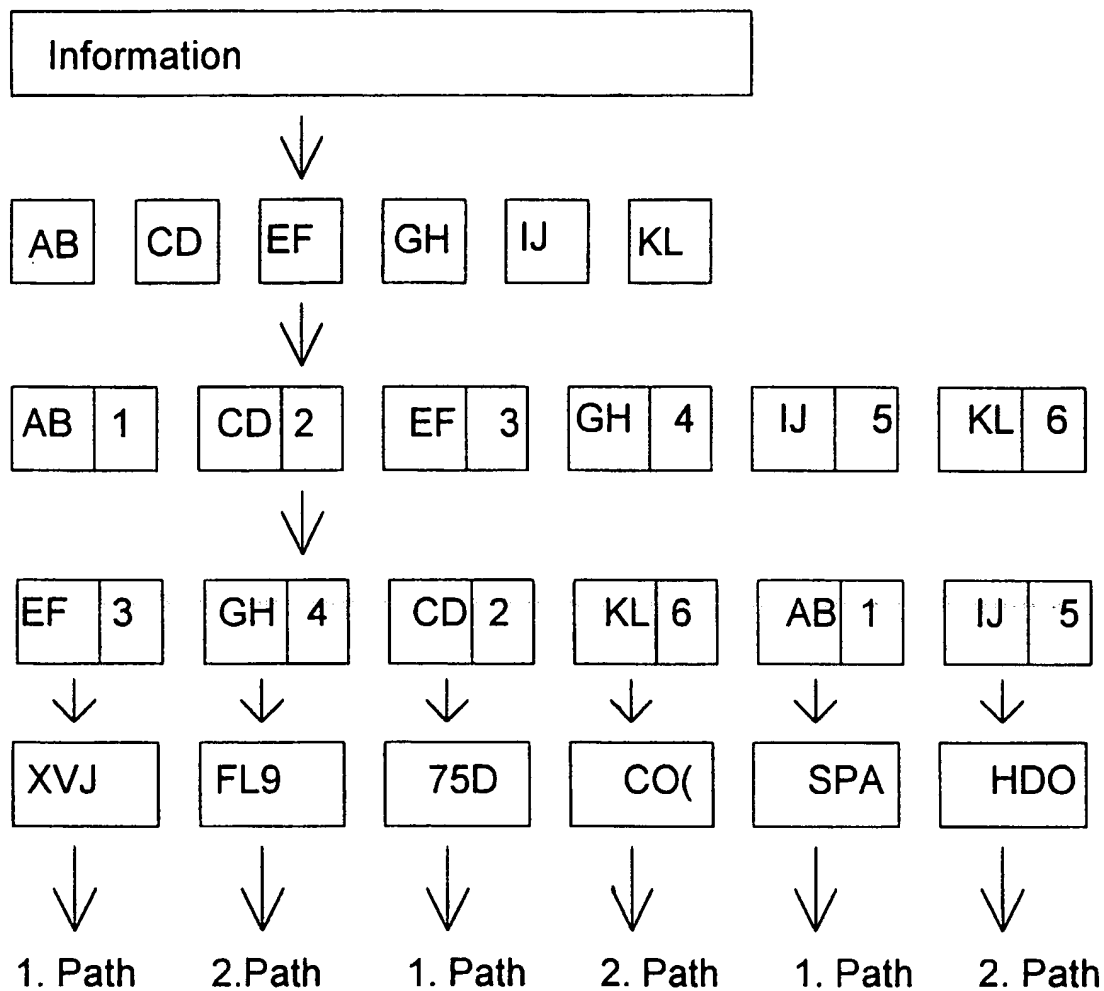 Information
AB CD EF GH IJ KL
AB 1 CD 2 EF 3 GH 4 IJ 5 KL 6
EF 3 GH 4 CD 2 KL 6 AB 1 IJ 5
XVJ FL9 75D CO( SPA HDO
1. Path 2.Path 1. Path 2. Path 1. Path 2. Path